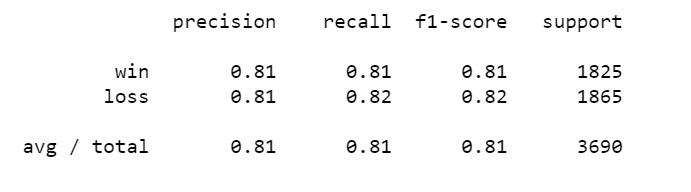 precision recall f1-score support
win 0.81 0.81 0.81 1825
loss 0.81 0.82 0.82 1865
avg / total 0.81 0.81 0.81 3690